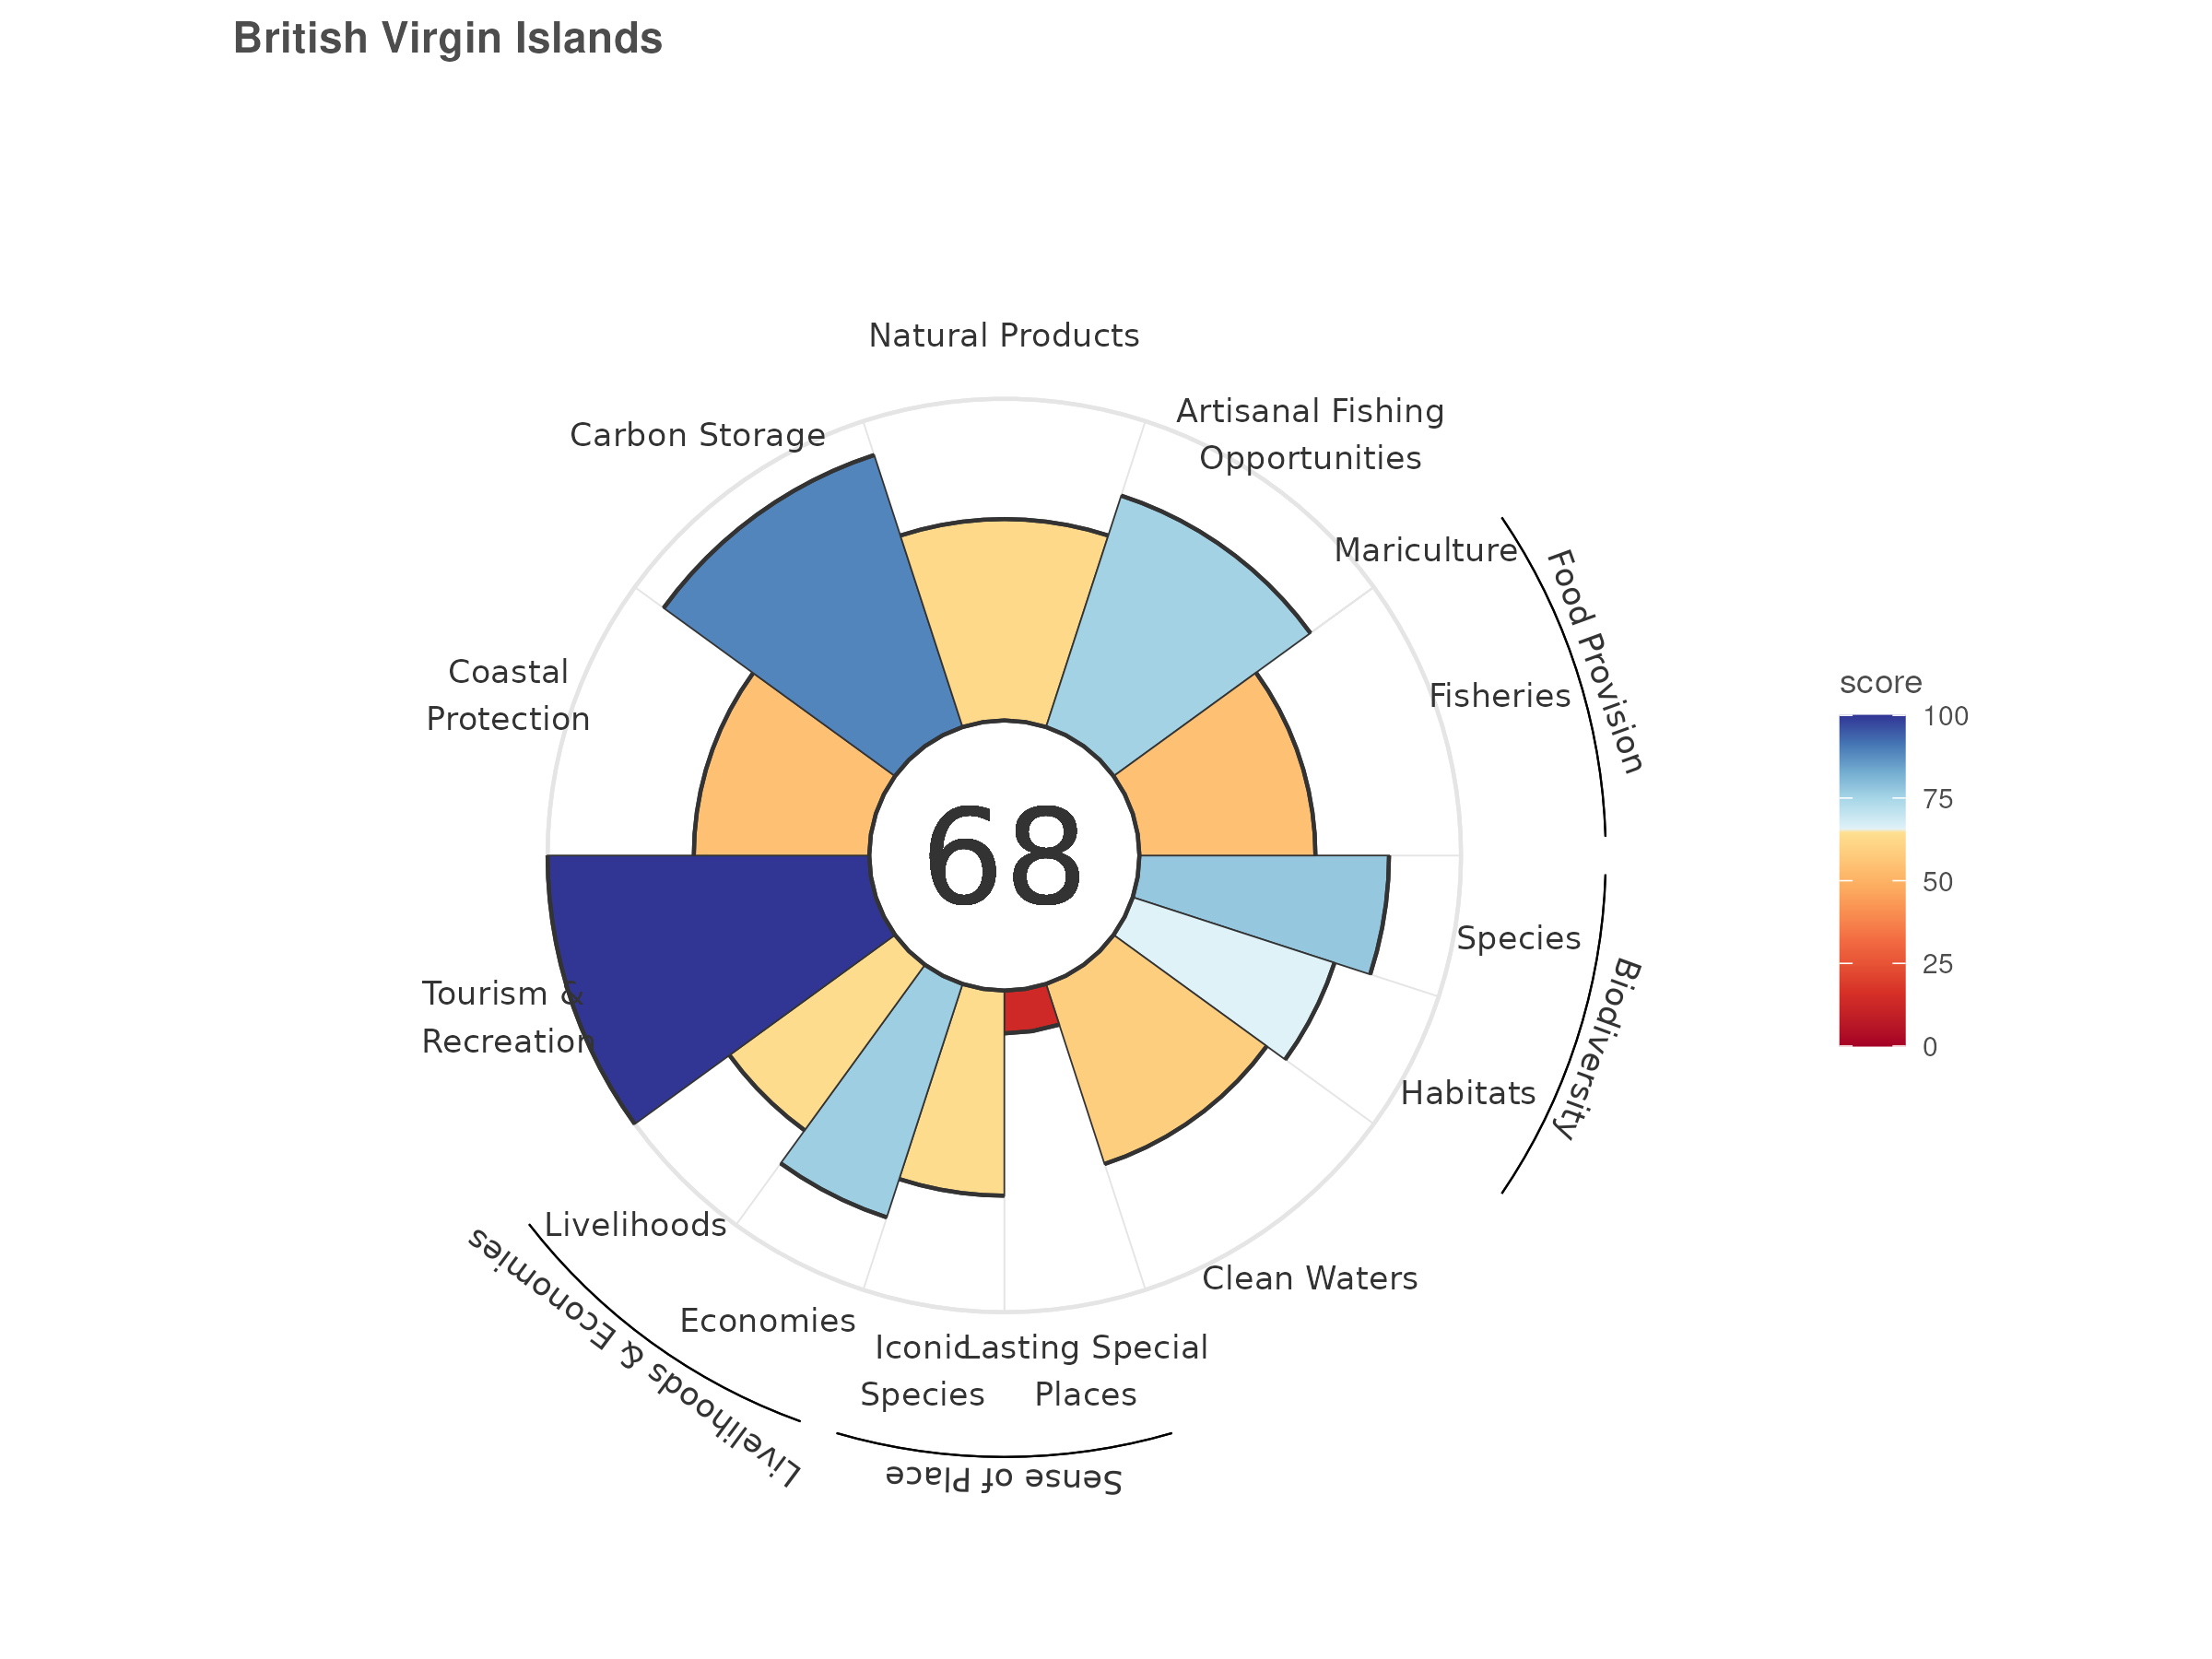 British Virgin Islands
Natural Products
Artisanal Fishing
Opportunities
Carbon Storage
Mariculture
Food Provision
Fisheries
Coastal
Protection
68
score
100
75
50
25
0
Species
Biodiversity
Habitats
Tourism &
Recreation
Livelihoods
Livelihoods & Economies
Clean Waters
Economies
Iconic
Species
Lasting Special
Places
Sense of Place